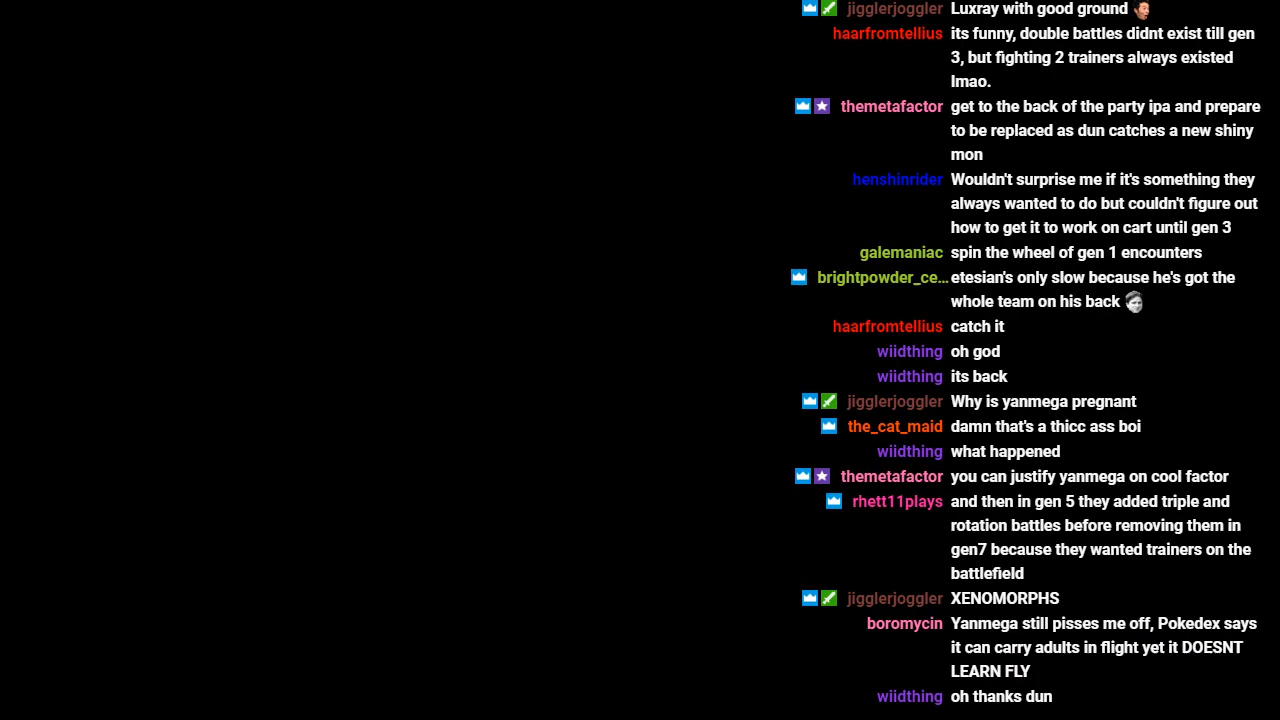 jigglerjoggler Luxray with good ground
haarfromtellius its funny, double battles didnt exist till gen
3, but fighting 2 trainers always existed
lmao.
themetafactor get to the back of the party ipa and prepare
to be replaced as dun catches a new shiny
mon
henshinrider Wouldn't surprise me if it's something they
always wanted to do but couldn't figure out
how to get it to work on cart until gen 3
galemaniac spin the wheel of gen 1 encounters
brightpowder_ce... etesian's only slow because he's got the
whole team on his back
haarfromtellius catch it
wiidthing oh god
wiidthing its back
jigglerjoggler Why is yanmega pregnant
the_cat_maid damn that's a thicc ass boi
wiidthing what happened
themetafactor you can justify yanmega on cool factor
rhett11plays and then in gen 5 they added triple and
rotation battles before removing them in
gen7 because they wanted trainers on the
battlefield
jigglerjoggler XENOMORPHS
boromycin Yanmega still pisses me off, Pokedex says
it can carry adults in flight yet it DOESNT
LEARN FLY
wiidthing oh thanks dun